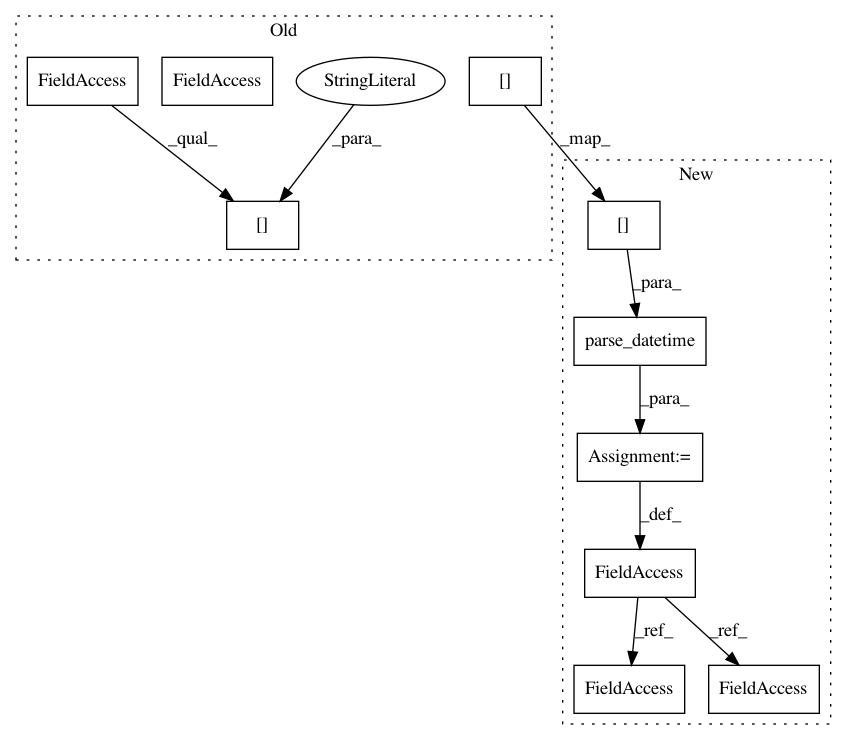 Old
FieldAccess
FieldAccess
StringLiteral
[]
_qual_
_para_
_map_
New
[]
[]
_para_
parse_datetime
_para_
Assignment:=
_def_
FieldAccess
_ref_
_ref_
FieldAccess
FieldAccess